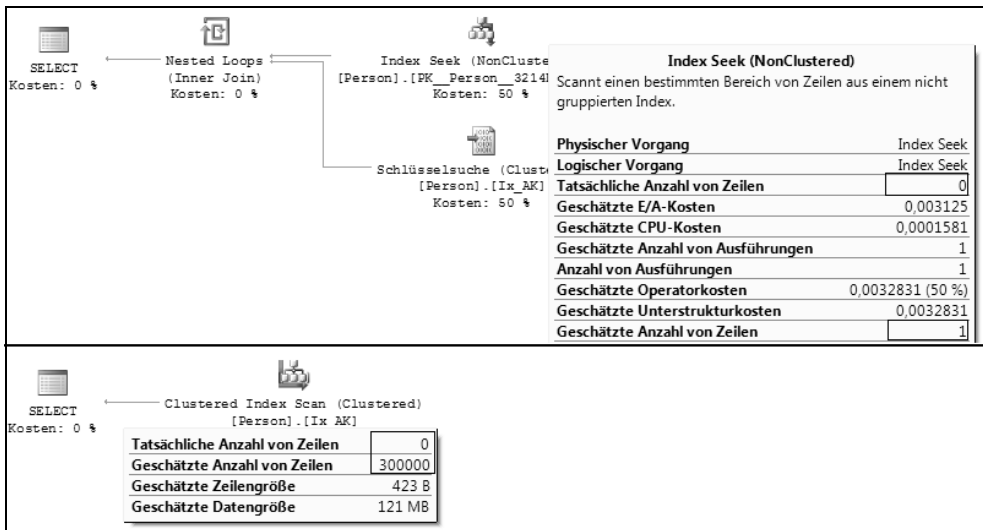 SELECT
Kosten: 0 %
Nested Loops
(Inner Join)
Kosten: 0 %
Index Seek (NonCluste
[Person].[PK__Person__3214
Kosten: 50 %
Schlüsselsuche (Clust
[Person].[Ix_AK]
Kosten: 50 %
Index Seek (NonClustered)
Scannt einen bestimmten Bereich von Zeilen aus einem nicht
gruppierten Index.
Physischer Vorgang Index Seek
Logischer Vorgang Index Seek
Tatsächliche Anzahl von Zeilen 0
Geschätzte E/A-Kosten 0,003125
Geschätzte CPU-Kosten 0,0001581
Geschätzte Anzahl von Ausführungen 1
Anzahl von Ausführungen 1
Geschätzte Operatorkosten 0,0032831 (50 %)
Geschätzte Unterstrukturkosten 0,0032831
Geschätzte Anzahl von Zeilen 1
SELECT
Kosten: 0 %
Clustered Index Scan (Clustered)
[Person].[Ix AK]
Tatsächliche Anzahl von Zeilen 0
Geschätzte Anzahl von Zeilen 300000
Geschätzte Zeilengröße 423 B
Geschätzte Datengröße 121 MB